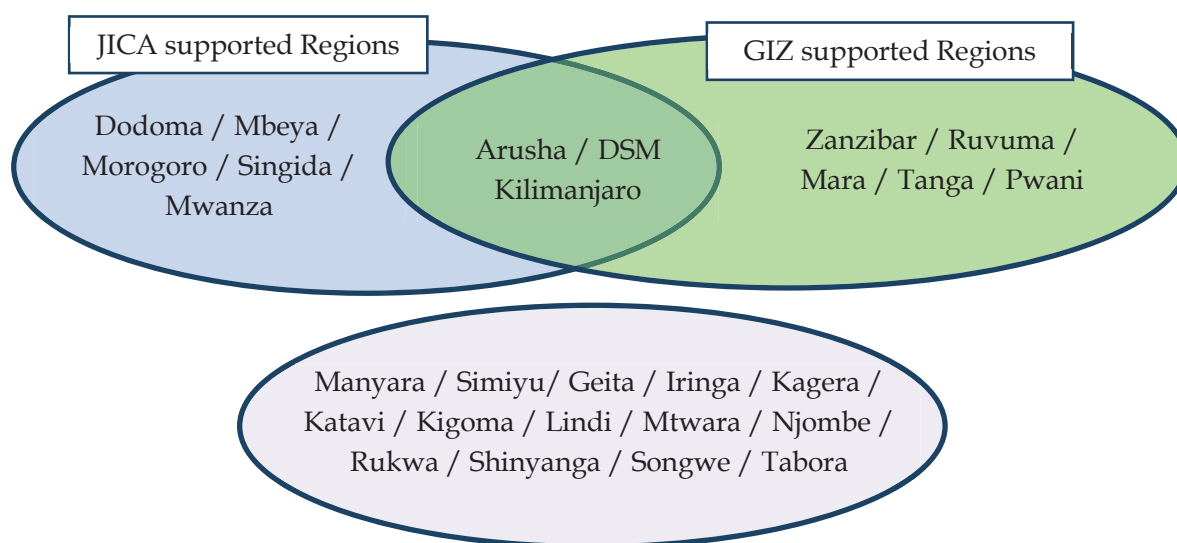 JICA supported Regions
GIZ supported Regions
Dodoma / Mbeya /
Morogoro / Singida /
Mwanza
Arusha / DSM
Kilimanjaro
Zanzibar / Ruvuma /
Mara / Tanga / Pwani
Manyara / Simiyu/ Geita / Iringa / Kagera /
Katavi / Kigoma / Lindi / Mtwara / Njombe /
Rukwa / Shinyanga / Songwe / Tabora